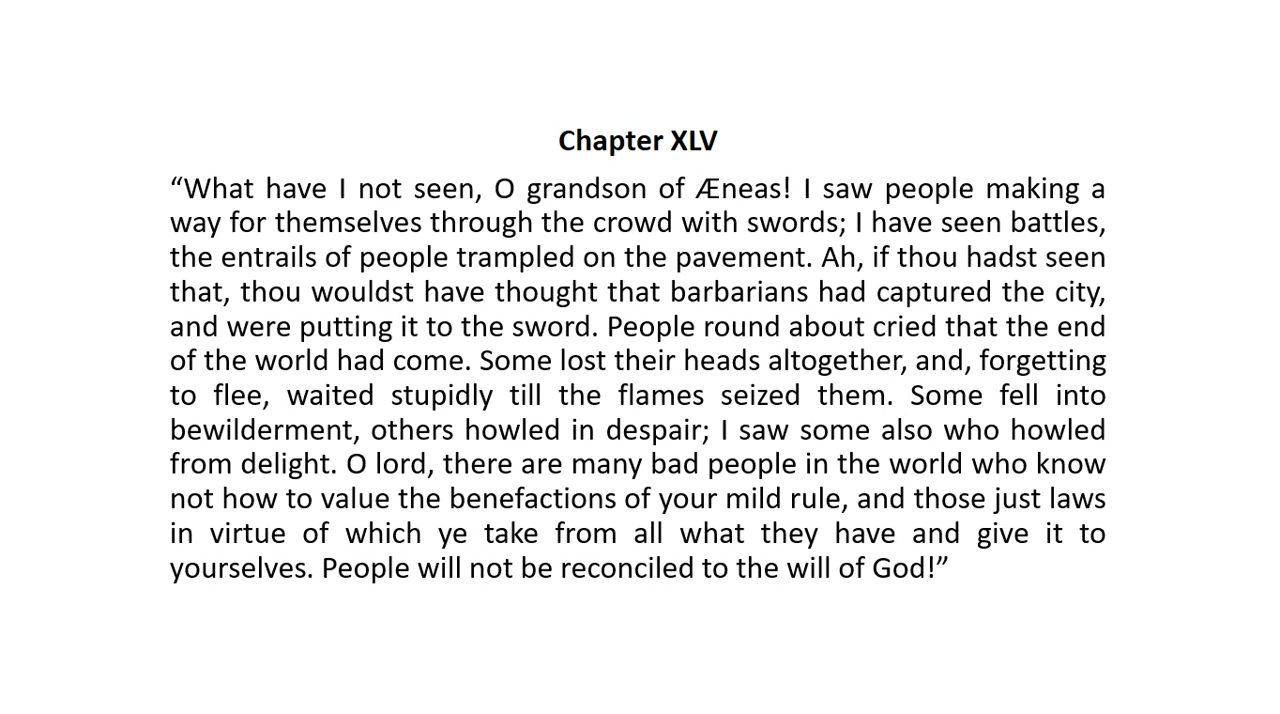 Chapter XLV
“What have I not seen, O grandson of Æneas! I saw people making a
way for themselves through the crowd with swords; I have seen battles,
the entrails of people trampled on the pavement. Ah, if thou hadst seen
that, thou wouldst have thought that barbarians had captured the city,
and were putting it to the sword. People round about cried that the end
of the world had come. Some lost their heads altogether, and, forgetting
to flee, waited stupidly till the flames seized them. Some fell into
bewilderment, others howled in despair; I saw some also who howled
from delight. O lord, there are many bad people in the world who know
not how to value the benefactions of your mild rule, and those just laws
in virtue of which ye take from all what they have and give it to
yourselves. People will not be reconciled to the will of God!”